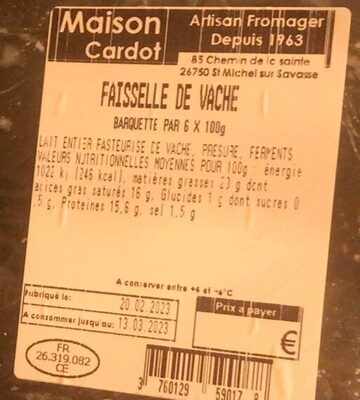 Maison
Cardot
Artisan Fromager
Depuis 1963
85 Chemin de la sainte
26750 St Michel sur Savasse
FAISSELLE DE VACHE
BARQUETTE PAR 6 X 100g
LAIT ENTIER PASTEURISE DE VACHE, PRESURE, FERMENTS
VALEURS NUTRITIONNELLES MOYENNES POUR 100g : énergie
1022 kj (246 kcal), matières grasses 20 g dont
acides gras saturés 16 g, Glucides 1 g dont sucres 0
,5 g, Proteines 15,6 g, sel 1,5 g
A conserver entre +4 et +6°C
Fabriqué le: 20.02.2023
A consommer jusqu'au: 13.03.2023
Prix a payer
€
FR
26.319.082
CE
3 760129 59017